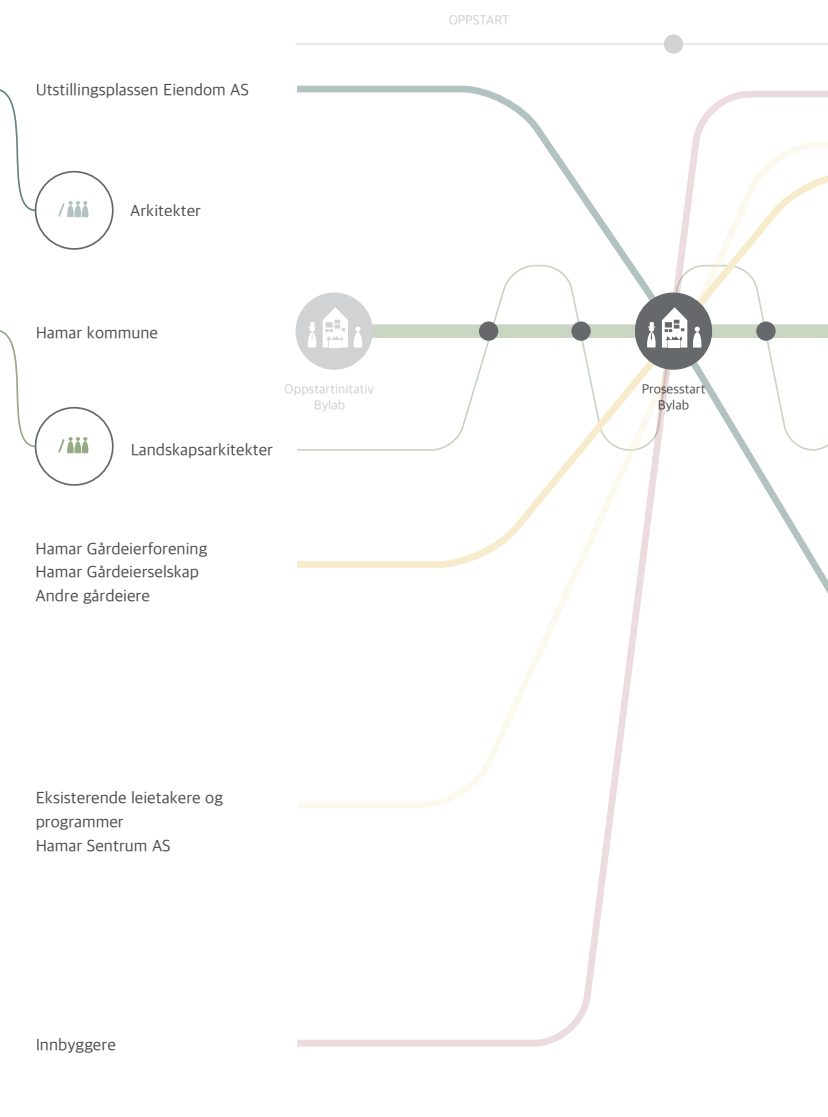 OPPSTART
Utstillingsplassen Eiendom AS
Arkitekter
Hamar kommune
Oppstartinitativ
Bylab
Prosesstart
Bylab
Landskapsarkitekter
Hamar Gårdeierforening
Hamar Gårdeierselskap
Andre gårdeiere
Eksisterende leietakere og
programmer
Hamar Sentrum AS
Innbyggere